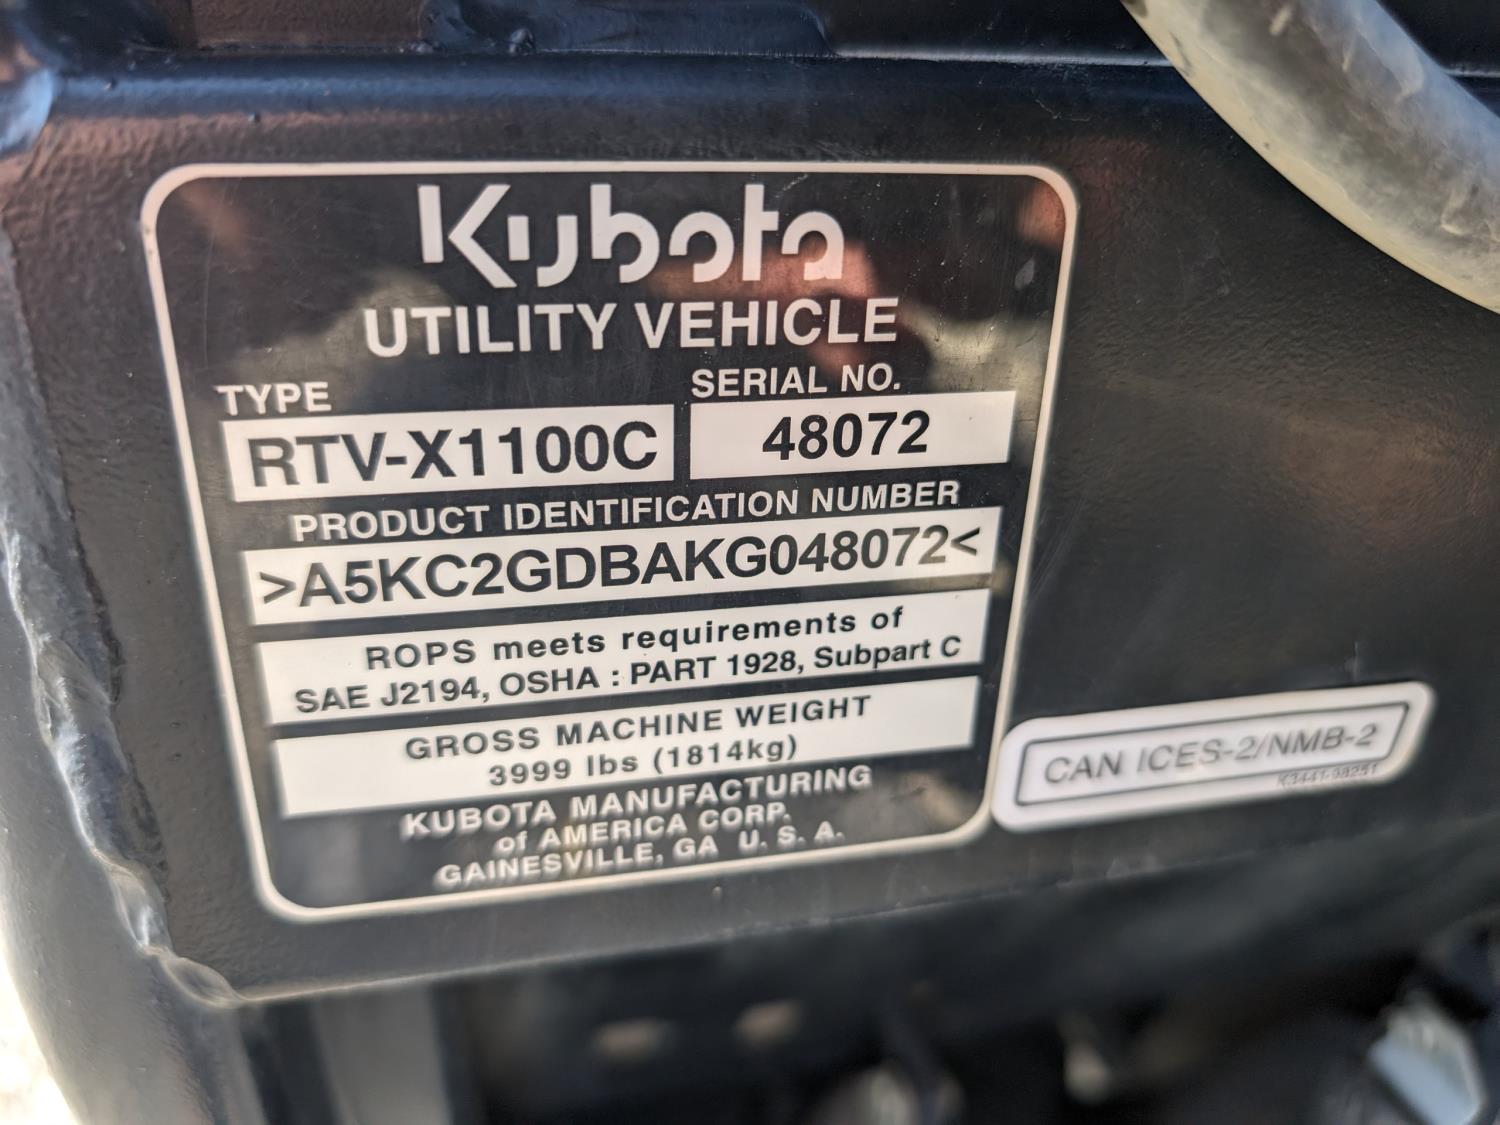 Kubota
UTILITY VEHICLE
TYPE SERIAL NO.
RTV-X1100C 48072
PRODUCT IDENTIFICATION NUMBER
>A5KC2GDBAKG048072<
ROPS meets requirements of
SAE J2194, OSHA : PART 1928, Subpart C
GROSS MACHINE WEIGHT
3999 lbs (1814kg)
KUBOTA MANUFACTURING
of AMERICA CORP.
GAINESVILLE, GA U. S. A.
CAN ICES-2/NMB-2
K3441-98251